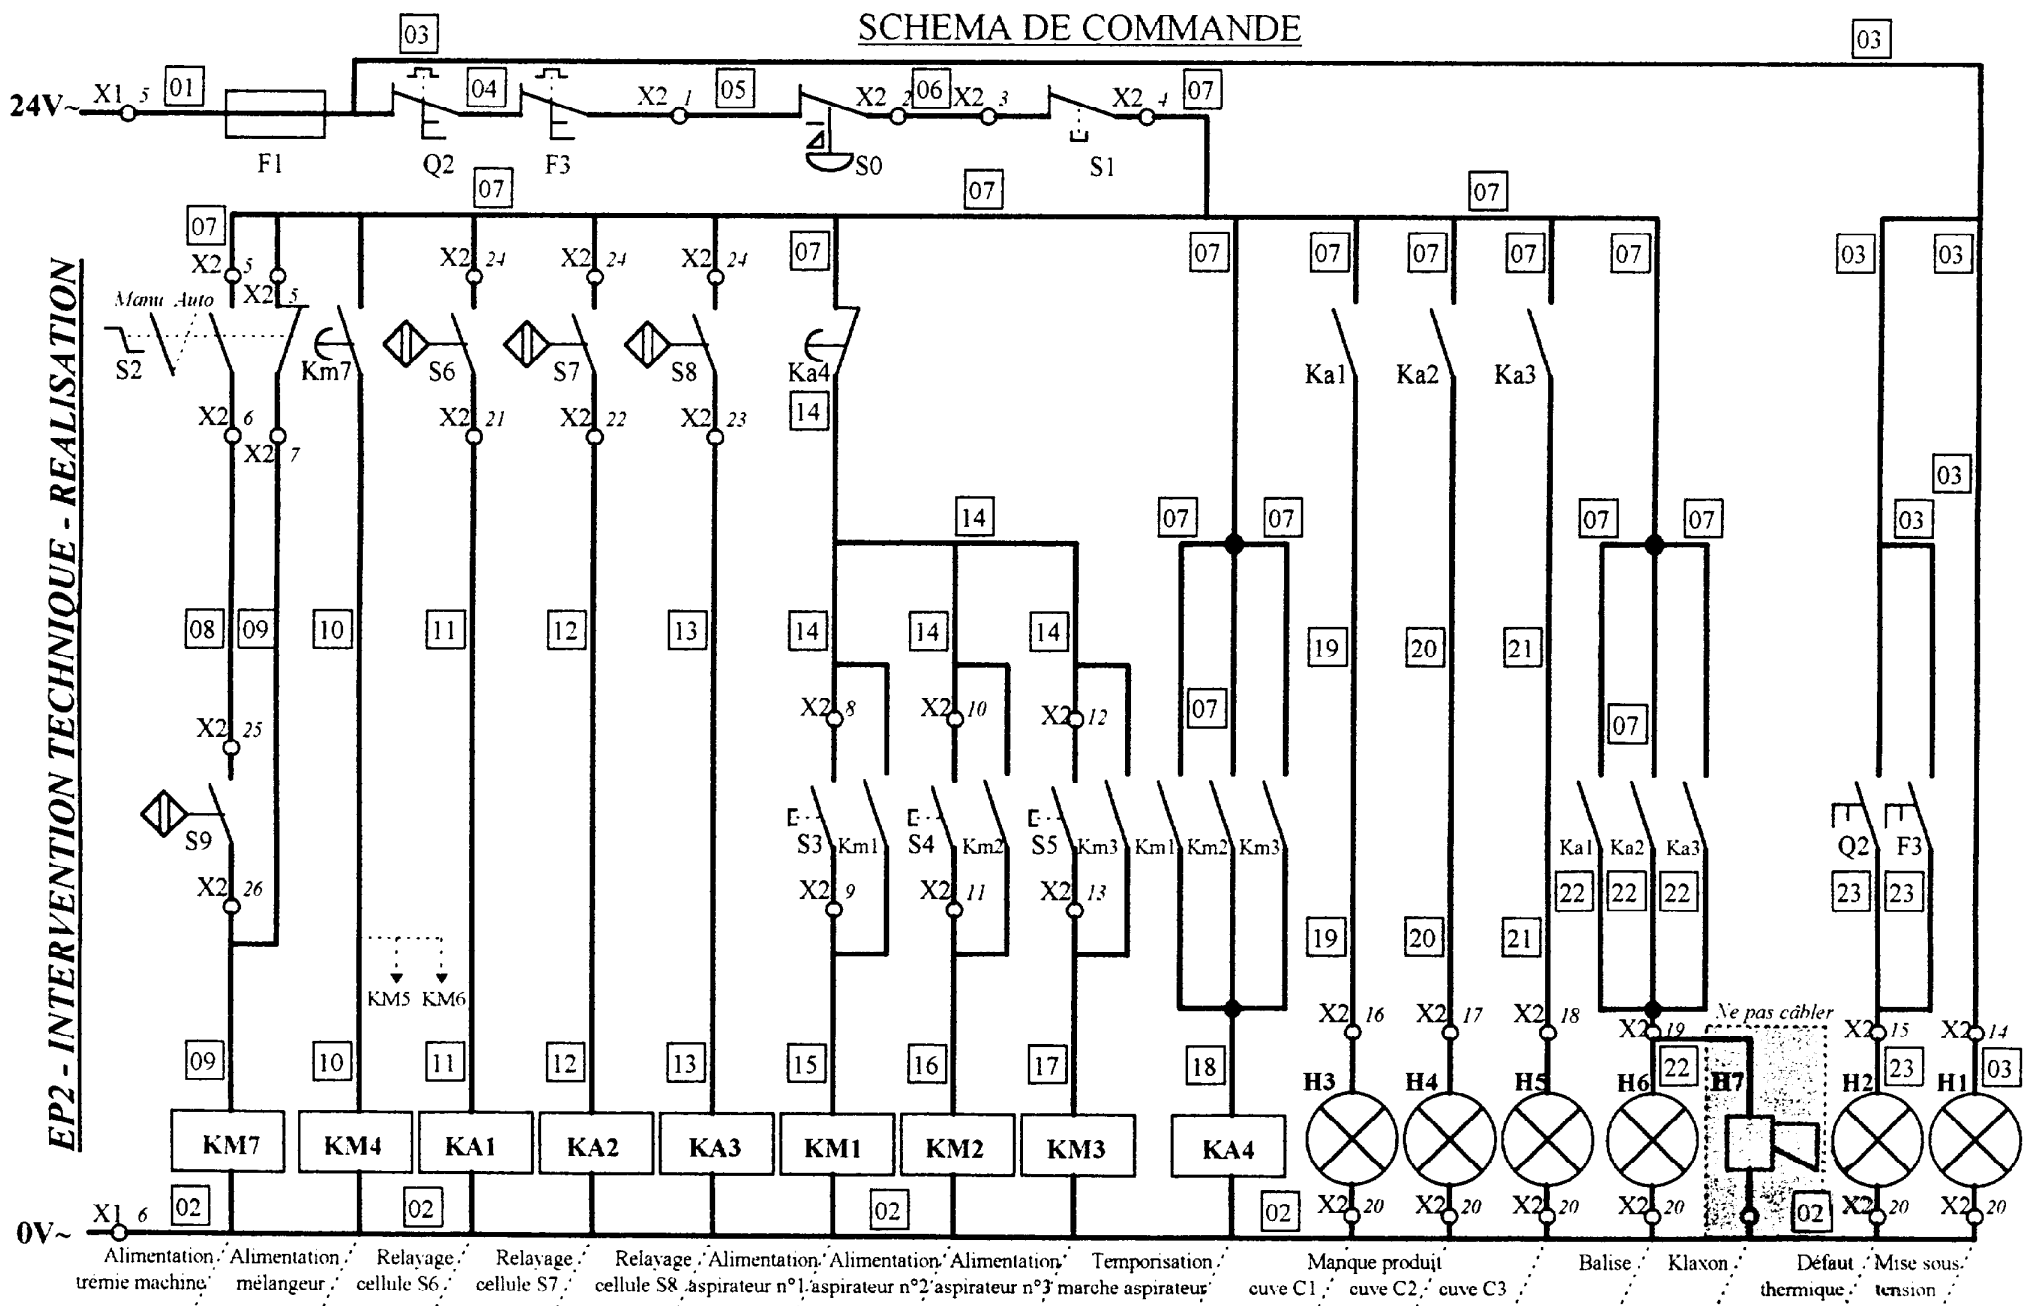 SCHEMA DE COMMANDE
03
03
X1 5 01 04 X2 1 05 X2 2 06 X2 3 X2 4 07
24V~
F1 Q2 F3 S0 S1
07 07 07
07 07 07 07 07 07 07 03 03
X2 5 X2 24 X2 24 X2 24
X2 5
Manu Auto
S2 Km7 S6 S7 S8 Ka4 Ka1 Ka2 Ka3
X2 6 X2 21 X2 22 X2 23 14
X2 7
03
14 07 07 07 07 03
08 09 10 11 12 13 14 14 14 19 20 21
X2 8 X2 10 X2 12 07 07
X2 25
S9 S3 Km1 S4 Km2 S5 Km3 Km1 Km2 Km3 Ka1 Ka2 Ka3 Q2 F3
X2 26 X2 9 X2 11 X2 13 22 22 22 23 23
19 20 21
KM5 KM6
Ne pas câbler
X2 16 X2 17 X2 18 X2 19 X2 15 X2 14
09 10 11 12 13 15 16 17 18 22 23 03
H3 H4 H5 H6 H7 H2 H1
KM7 KM4 KA1 KA2 KA3 KM1 KM2 KM3 KA4
X1 6 02 02 02 02 X2 20 X2 20 X2 20 X2 20 02 X2 20 X2 20
0V~
Alimentation Alimentation Relayage Relayage Relayage Alimentation Alimentation Alimentation Temporisation Manque produit Balise Klaxon Défaut Mise sous
trémie machine mélangeur cellule S6 cellule S7 cellule S8 aspirateur n°1 aspirateur n°2 aspirateur n°3 marche aspirateur cuve C1 cuve C2 cuve C3 thermique tension
EP2 - INTERVENTION TECHNIQUE - REALISATION